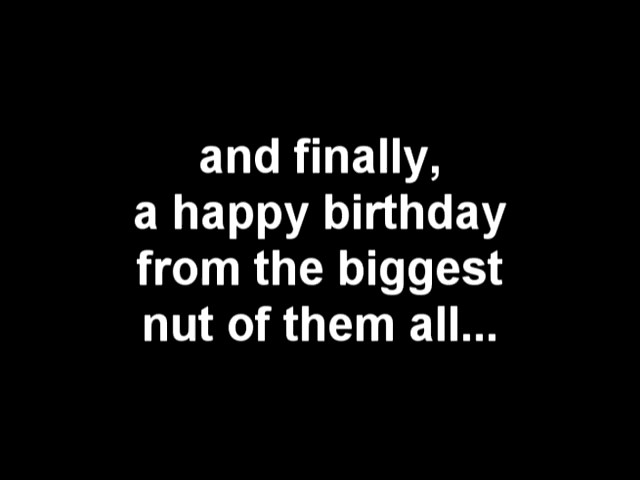 and finally,
a happy birthday
from the biggest
nut of them all...